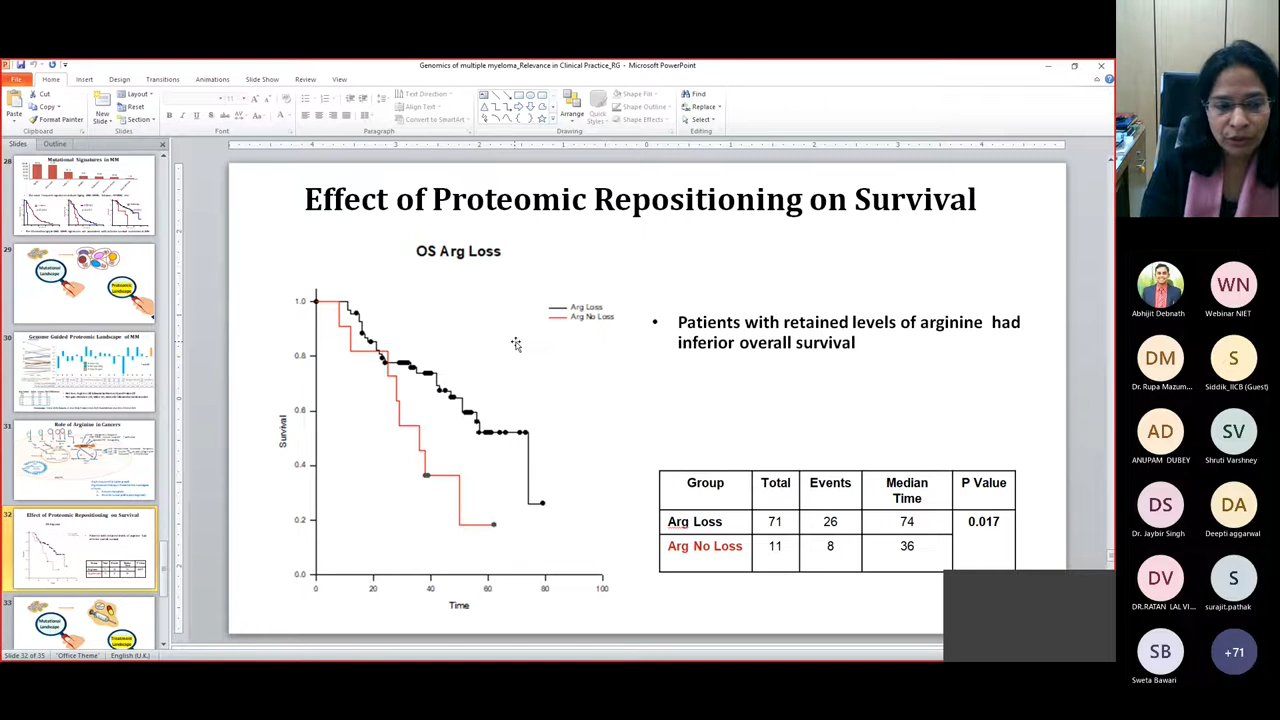 Genomics of multiple myeloma_Relevance in Clinical Practice_RG - Microsoft PowerPoint
File Home Insert Design Transitions Animations Slide Show Review View
Paste
Cut
Copy
Format Painter
Clipboard
New Slide
Layout
Reset
Section
Slides
Font
Text Direction
Align Text
Convert to SmartArt
Paragraph
Arrange
Quick Styles
Shape Fill
Shape Outline
Shape Effects
Drawing
Find
Replace
Select
Editing
Slides Outline
28
Mutational Signatures in MM
29
Mutational Landscape
Proteomic Landscape
30
Genome Guided Proteomic Landscape of MM
31
Role of Arginine in Cancers
32
Effect of Proteomic Repositioning on Survival
33
Mutational Landscape
Treatment Landscape
Effect of Proteomic Repositioning on Survival
OS Arg Loss
Arg Loss
Arg No Loss
1.0
0.8
0.6
0.4
0.2
0.0
Survival
0 20 40 60 80 100
Time
• Patients with retained levels of arginine had
inferior overall survival
Group Total Events Median Time P Value
Arg Loss 71 26 74 0.017
Arg No Loss 11 8 36
Slide 32 of 35 "Office Theme" English (U.K.)
Abhijit Debnath
WN
Webinar NIET
DM
Dr. Rupa Mazum...
S
Siddik_IICB (Guest)
AD
ANUPAM DUBEY
SV
Shruti Varshney
DS
Dr. Jaybir Singh
DA
Deepti aggarwal
DV
DR.RATAN LAL VI...
S
surajit.pathak
SB
Sweta Bawari
+71